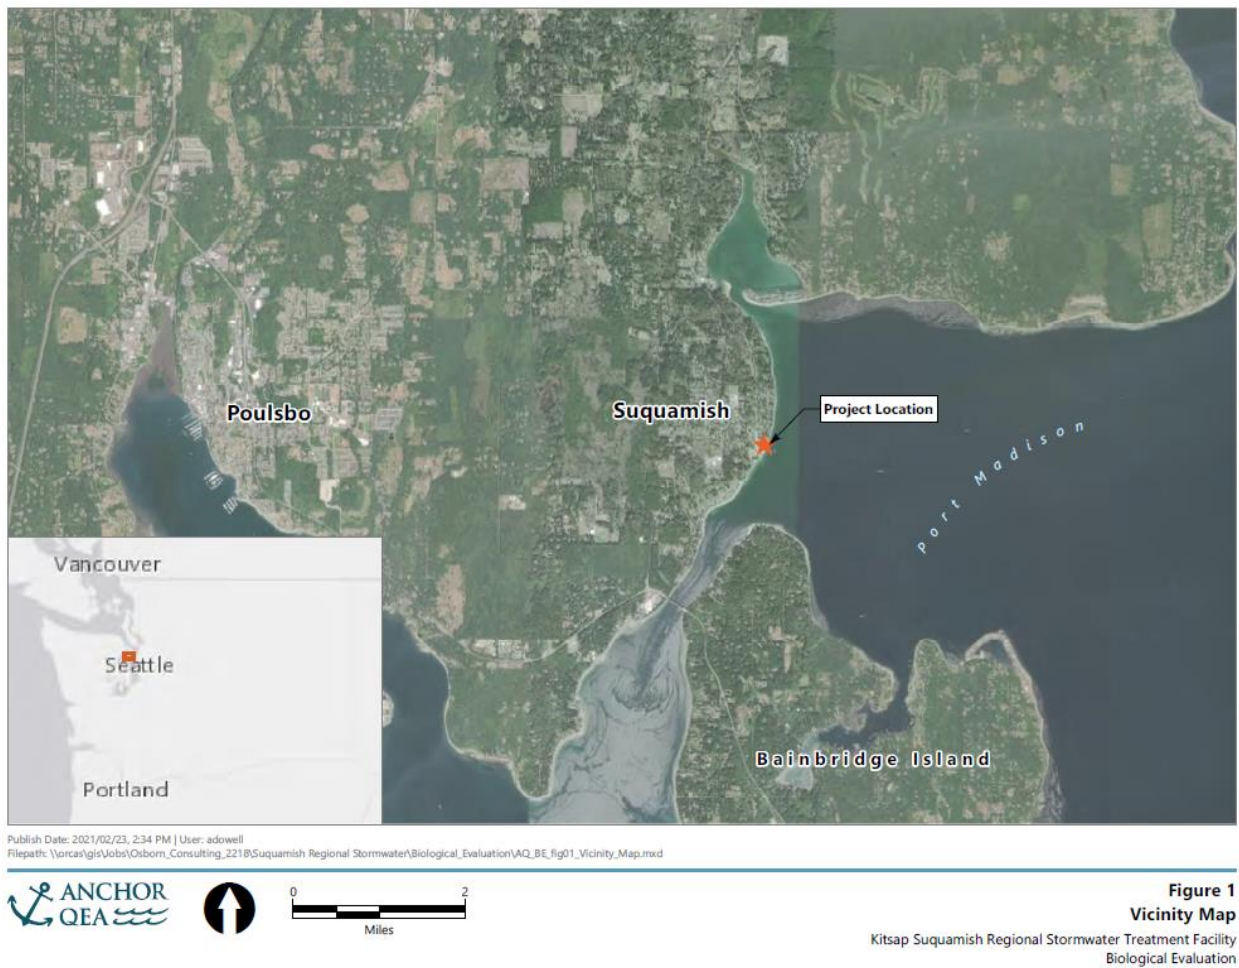 Poulsbo
Suquamish
Project Location
Port Madison
Vancouver
Seattle
Portland
Bainbridge Island
Publish Date: 2021/02/23, 2:34 PM | User: adowell
Filepath: \\orcas\gis\Jobs\Osborn_Consulting_2218\Suquamish Regional Stormwater\Biological_Evaluation\AQ_BE_fig01_Vicinity_Map.mxd
ANCHOR
QEA
0 2
Miles
Figure 1
Vicinity Map
Kitsap Suquamish Regional Stormwater Treatment Facility
Biological Evaluation